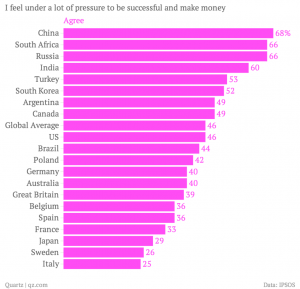 I feel under a lot of pressure to be successful and make money
Agree
China 68%
South Africa 66
Russia 66
India 60
Turkey 53
South Korea 52
Argentina 49
Canada 49
Global Average 46
US 46
Brazil 44
Poland 42
Germany 40
Australia 40
Great Britain 39
Belgium 36
Spain 36
France 33
Japan 29
Sweden 26
Italy 25
Quartz | qz.com Data: IPSOS